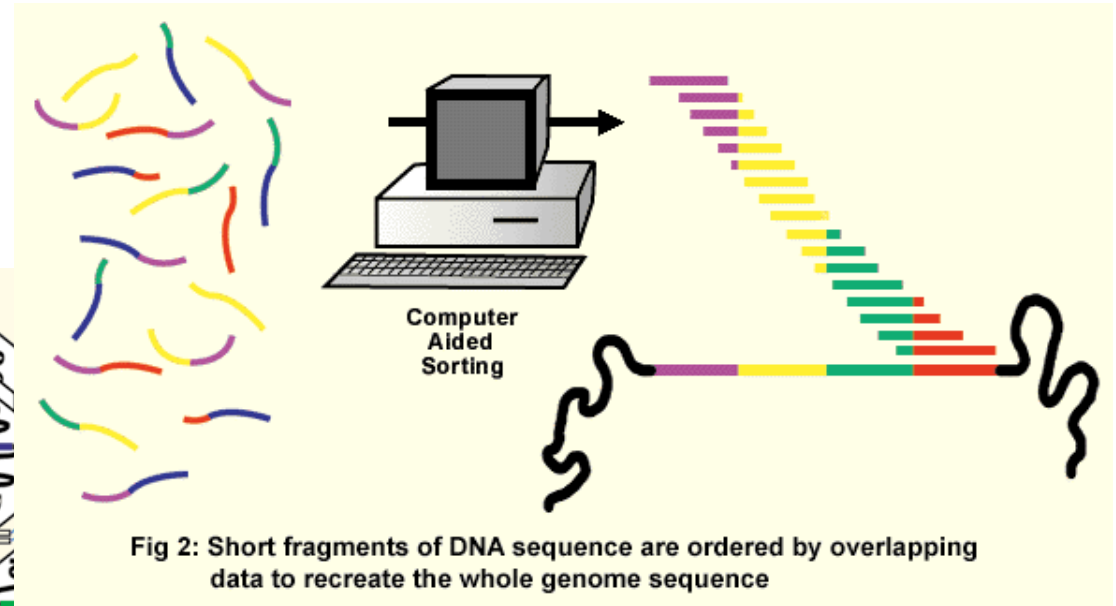 Computer
Aided
Sorting
Fig 2: Short fragments of DNA sequence are ordered by overlapping
data to recreate the whole genome sequence